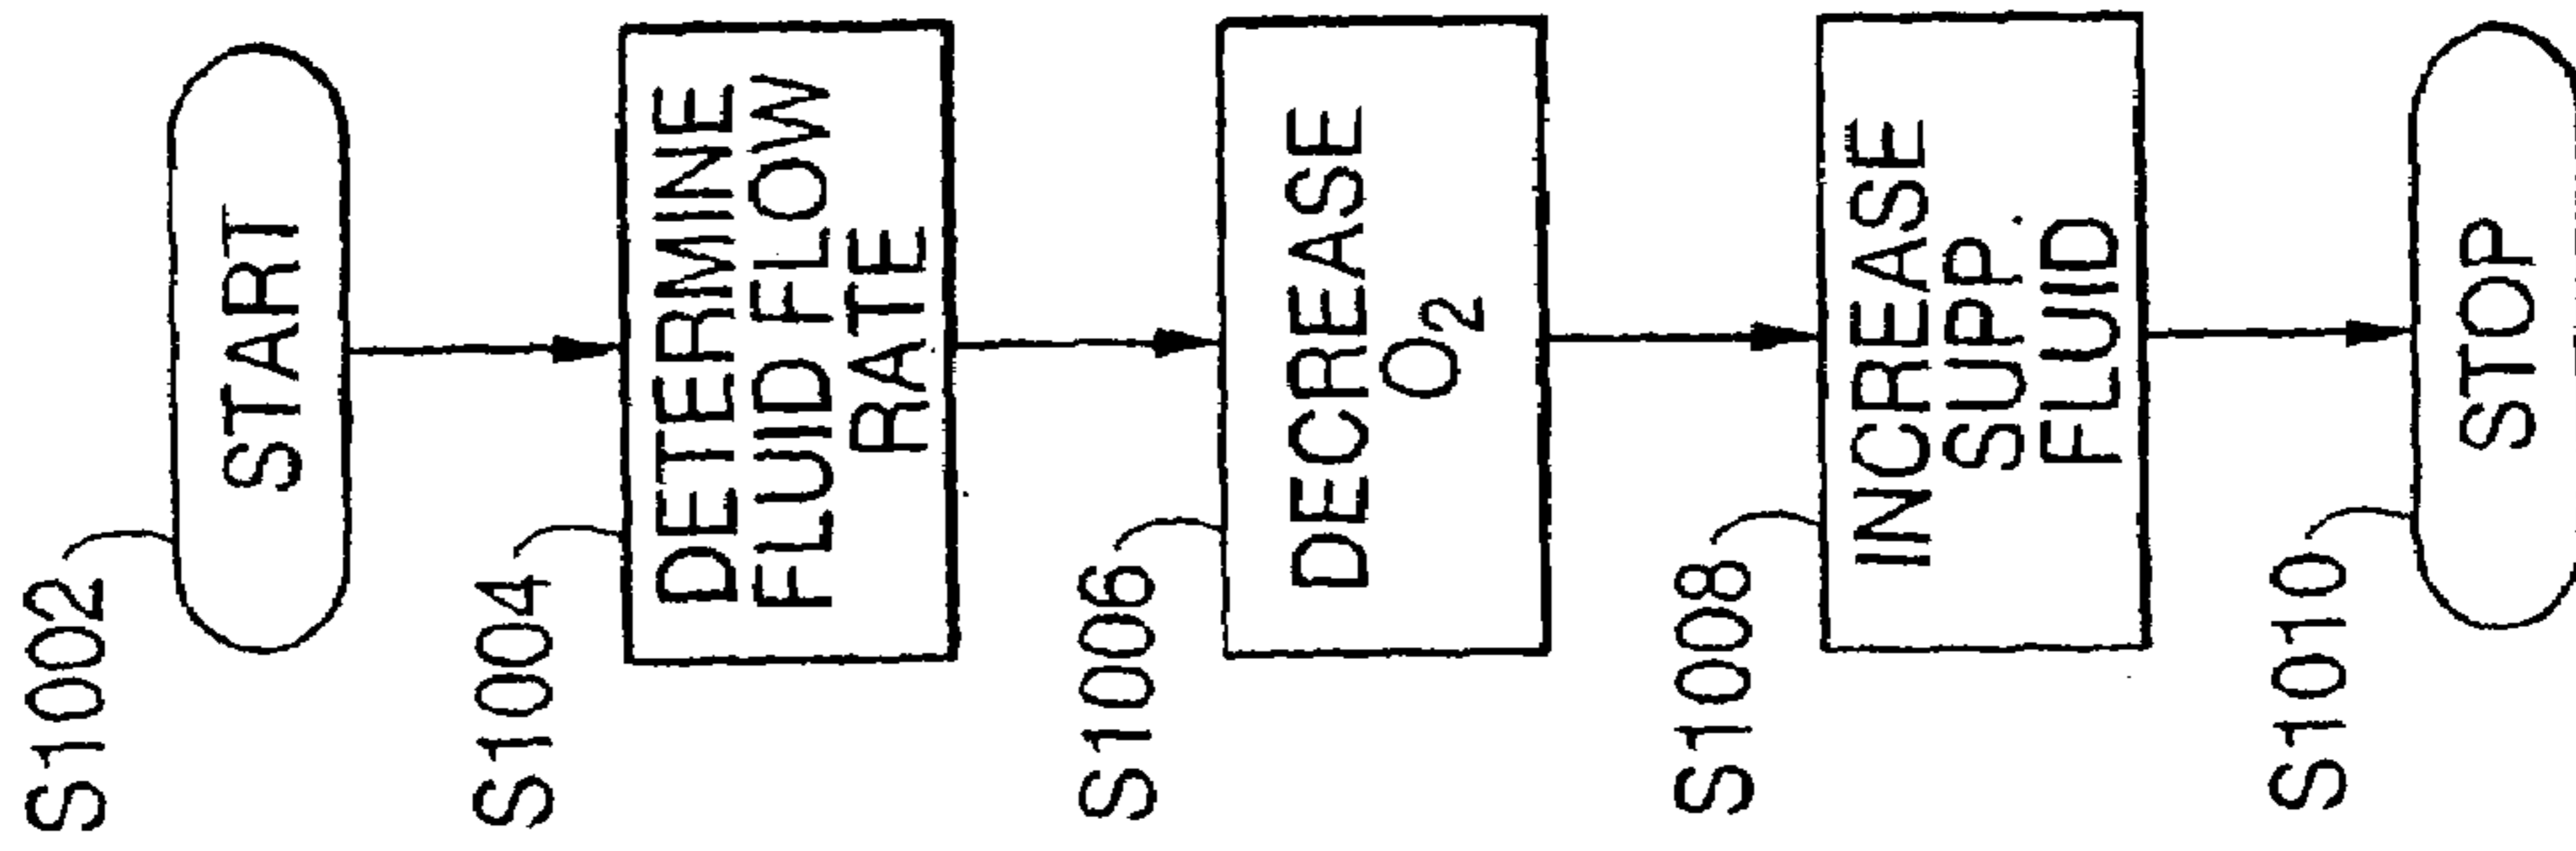 S1002
START
S1004
DETERMINE
FLUID FLOW
RATE
S1006
DECREASE
O₂
S1008
INCREASE
SUPP.
FLUID
S1010
STOP